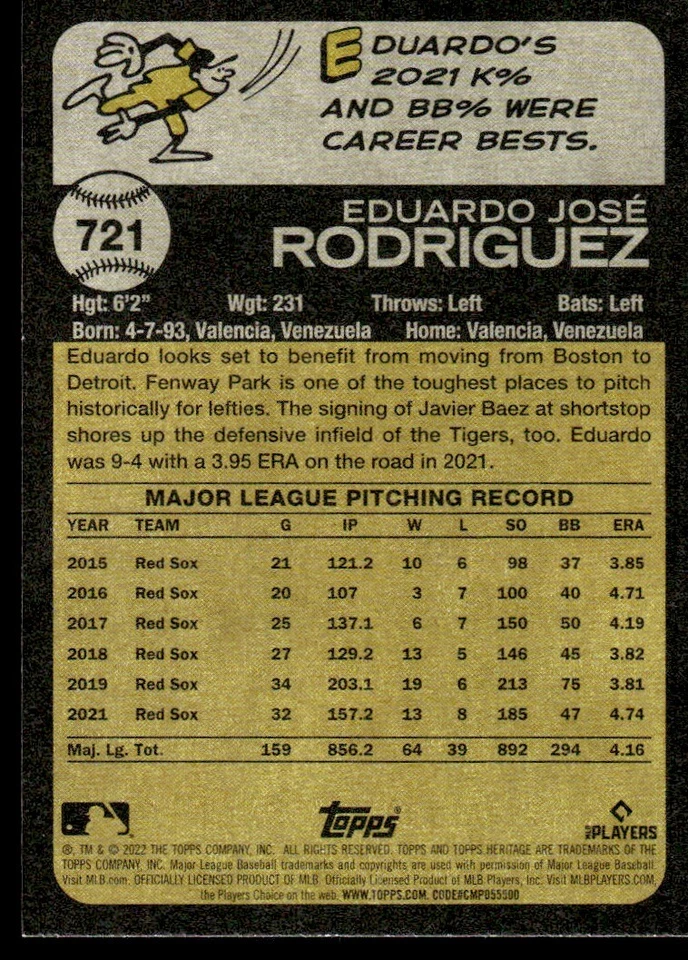 EDUARDO'S
2021 K%
AND BB% WERE
CAREER BESTS.
721
EDUARDO JOSÉ
RODRIGUEZ
Hgt: 6'2" Wgt: 231 Throws: Left Bats: Left
Born: 4-7-93, Valencia, Venezuela Home: Valencia, Venezuela
Eduardo looks set to benefit from moving from Boston to
Detroit. Fenway Park is one of the toughest places to pitch
historically for lefties. The signing of Javier Baez at shortstop
shores up the defensive infield of the Tigers, too. Eduardo
was 9-4 with a 3.95 ERA on the road in 2021.
MAJOR LEAGUE PITCHING RECORD
YEAR TEAM G IP W L SO BB ERA
2015 Red Sox 21 121.2 10 6 98 37 3.85
2016 Red Sox 20 107 3 7 100 40 4.71
2017 Red Sox 25 137.1 6 7 150 50 4.19
2018 Red Sox 27 129.2 13 5 146 45 3.82
2019 Red Sox 34 203.1 19 6 213 75 3.81
2021 Red Sox 32 157.2 13 8 185 47 4.74
Maj. Lg. Tot. 159 856.2 64 39 892 294 4.16
Topps®
MLB PLAYERS
®, TM & © 2022 THE TOPPS COMPANY, INC. ALL RIGHTS RESERVED. TOPPS AND TOPPS HERITAGE ARE TRADEMARKS OF THE
TOPPS COMPANY, INC. Major League Baseball trademarks and copyrights are used with permission of Major League Baseball.
Visit MLB.com. OFFICIALLY LICENSED PRODUCT OF MLB Officially Licensed Product of MLB Players, Inc. Visit MLBPLAYERS.COM,
the Players Choice on the web. WWW.TOPPS.COM. CODE#CMP055500